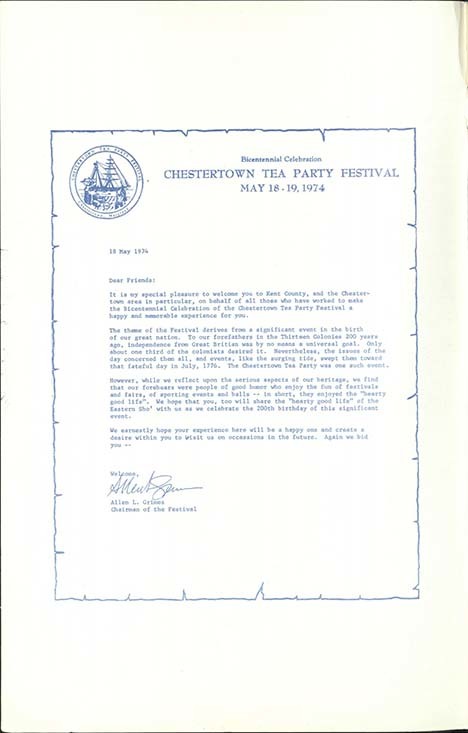 CHESTERTOWN TEA PARTY FESTIVAL
Chestertown, Maryland
Bicentennial Celebration
CHESTERTOWN TEA PARTY FESTIVAL
MAY 18-19, 1974
18 May 1974
Dear Friends:
It is my special pleasure to welcome you to Kent County, and the Chester-
town area in particular, on behalf of all those who have worked to make
the Bicentennial Celebration of the Chestertown Tea Party Festival a
happy and memorable experience for you.
The theme of the Festival derives from a significant event in the birth
of our great nation. To our forefathers in the Thirteen Colonies 200 years
ago, independence from Great Britian was by no means a universal goal. Only
about one third of the colonists desired it. Nevertheless, the issues of the
day concerned them all, and events, like the surging tide, swept them toward
that fateful day in July, 1776. The Chestertown Tea Party was one such event.
However, while we reflect upon the serious aspects of our heritage, we find
that our forebears were people of good humor who enjoy the fun of festivals
and fairs, of sporting events and balls -- in short, they enjoyed the "hearty
good life". We hope that you, too will share the "hearty good life" of the
Eastern Sho' with us as we celebrate the 200th birthday of this significant
event.
We earnestly hope your experience here will be a happy one and create a
desire within you to visit us on occassions in the future. Again we bid
you --
Welcome,
Allen L. Grimes
Chairman of the Festival